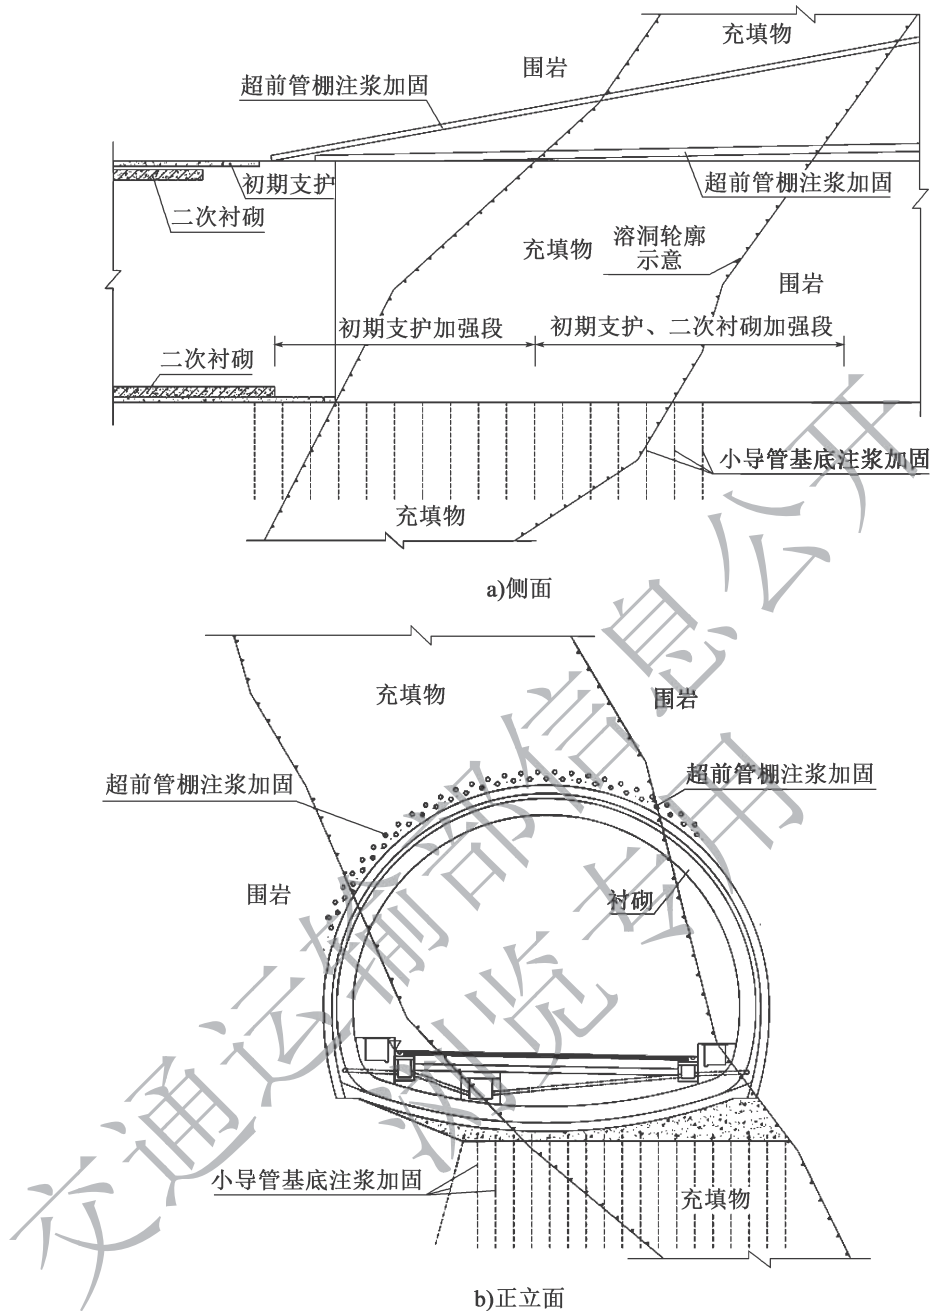 充填物
围岩
超前管棚注浆加固
初期支护
超前管棚注浆加固
二次衬砌
充填物
溶洞轮廓
示意
围岩
初期支护加强段
初期支护、二次衬砌加强段
二次衬砌
小导管基底注浆加固
充填物
a)侧面
充填物
围岩
超前管棚注浆加固
超前管棚注浆加固
围岩
衬砌
小导管基底注浆加固
充填物
b)正立面
交通运输部信息公开
浏览专用